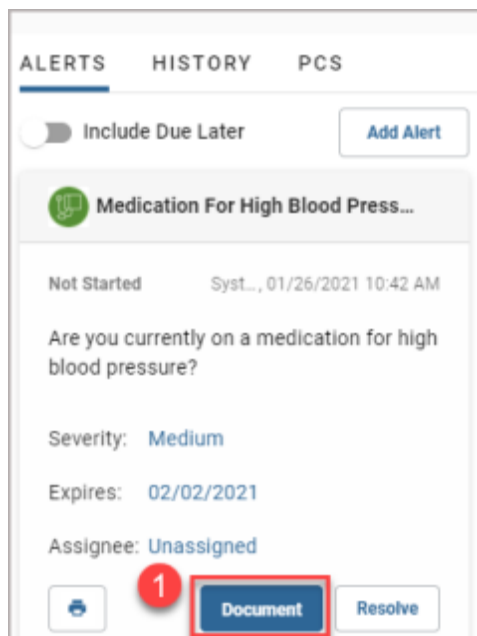 ALERTS HISTORY PCS
Include Due Later Add Alert
Medication For High Blood Press...
Not Started Syst..., 01/26/2021 10:42 AM
Are you currently on a medication for high
blood pressure?
Severity: Medium
Expires: 02/02/2021
Assignee: Unassigned
1
Document Resolve